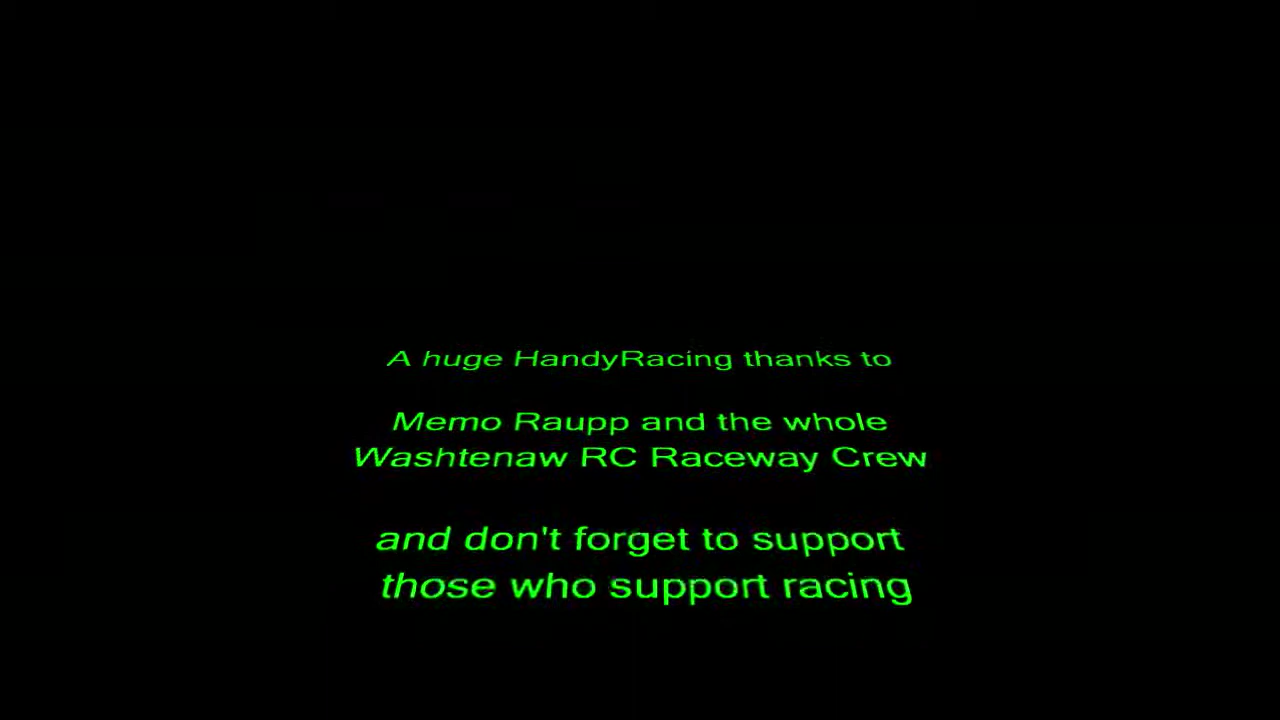 A huge HandyRacing thanks to
Memo Raupp and the whole
Washtenaw RC Raceway Crew
and don't forget to support
those who support racing